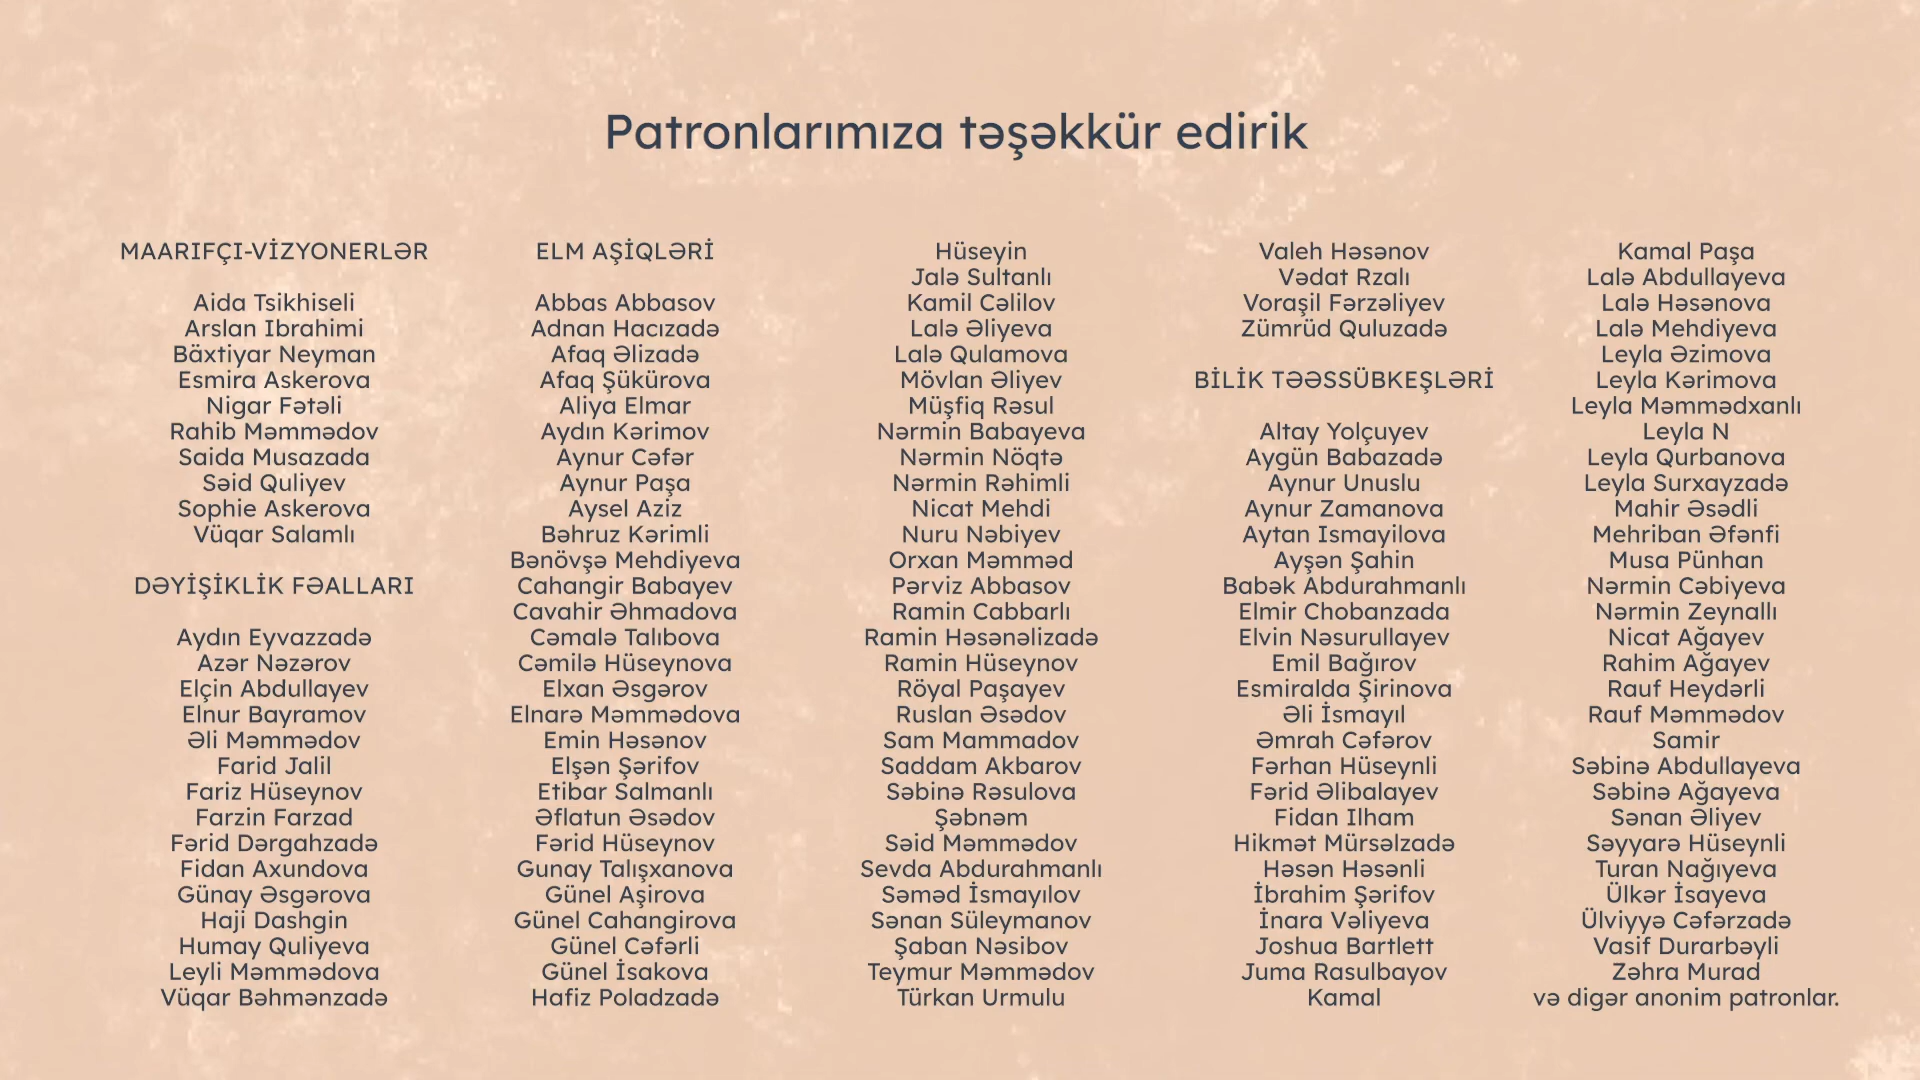 Patronlarımıza təşəkkür edirik
MAARIFÇI-VİZYONERLƏR
Aida Tsikhiseli
Arslan Ibrahimi
Bäxtiyar Neyman
Esmira Askerova
Nigar Fətəli
Rahib Məmmədov
Saida Musazada
Səid Quliyev
Sophie Askerova
Vüqar Salamlı
DƏYİŞİKLİK FƏALLARI
Aydın Eyvazzadə
Azər Nəzərov
Elçin Abdullayev
Elnur Bayramov
Əli Məmmədov
Farid Jalil
Fariz Hüseynov
Farzin Farzad
Fərid Dərgahzadə
Fidan Axundova
Günay Əsgərova
Haji Dashgin
Humay Quliyeva
Leyli Məmmədova
Vüqar Bəhmənzadə
ELM AŞİQLƏRİ
Abbas Abbasov
Adnan Hacızadə
Afaq Əlizadə
Afaq Şükürova
Aliya Elmar
Aydın Kərimov
Aynur Cəfər
Aynur Paşa
Aysel Aziz
Bəhruz Kərimli
Bənövşə Mehdiyeva
Cahangir Babayev
Cavahir Əhmadova
Cəmalə Talıbova
Cəmilə Hüseynova
Elxan Əsgərov
Elnarə Məmmədova
Emin Həsənov
Elşən Şərifov
Etibar Salmanlı
Əflatun Əsədov
Fərid Hüseynov
Gunay Talışxanova
Günel Aşirova
Günel Cahangirova
Günel Cəfərli
Günel İsakova
Hafiz Poladzadə
Hüseyin
Jalə Sultanlı
Kamil Cəlilov
Lalə Əliyeva
Lalə Qulamova
Mövlan Əliyev
Müşfiq Rəsul
Nərmin Babayeva
Nərmin Nöqtə
Nərmin Rəhimli
Nicat Mehdi
Nuru Nəbiyev
Orxan Məmməd
Pərviz Abbasov
Ramin Cabbarlı
Ramin Həsənəlizadə
Ramin Hüseynov
Röyal Paşayev
Ruslan Əsədov
Sam Mammadov
Saddam Akbarov
Səbinə Rəsulova
Şəbnəm
Səid Məmmədov
Sevda Abdurahmanlı
Səməd İsmayılov
Sənan Süleymanov
Şaban Nəsibov
Teymur Məmmədov
Türkan Urmulu
Valeh Həsənov
Vədat Rzalı
Voraşil Fərzəliyev
Zümrüd Quluzadə
BİLİK TƏƏSSÜBKEŞLƏRİ
Altay Yolçuyev
Aygün Babazadə
Aynur Unuslu
Aynur Zamanova
Aytan Ismayilova
Ayşən Şahin
Babək Abdurahmanlı
Elmir Chobanzada
Elvin Nəsurullayev
Emil Bağırov
Esmiralda Şirinova
Əli İsmayıl
Əmrah Cəfərov
Fərhan Hüseynli
Fərid Əlibalayev
Fidan Ilham
Hikmət Mürsəlzadə
Həsən Həsənli
İbrahim Şərifov
İnara Vəliyeva
Joshua Bartlett
Juma Rasulbayov
Kamal
Kamal Paşa
Lalə Abdullayeva
Lalə Həsənova
Lalə Mehdiyeva
Leyla Əzimova
Leyla Kərimova
Leyla Məmmədxanlı
Leyla N
Leyla Qurbanova
Leyla Surxayzadə
Mahir Əsədli
Mehriban Əfənfi
Musa Pünhan
Nərmin Cəbiyeva
Nərmin Zeynallı
Nicat Ağayev
Rahim Ağayev
Rauf Heydərli
Rauf Məmmədov
Samir
Səbinə Abdullayeva
Səbinə Ağayeva
Sənan Əliyev
Səyyarə Hüseynli
Turan Nağıyeva
Ülkər İsayeva
Ülviyyə Cəfərzadə
Vasif Durarbəyli
Zəhra Murad
və digər anonim patronlar.